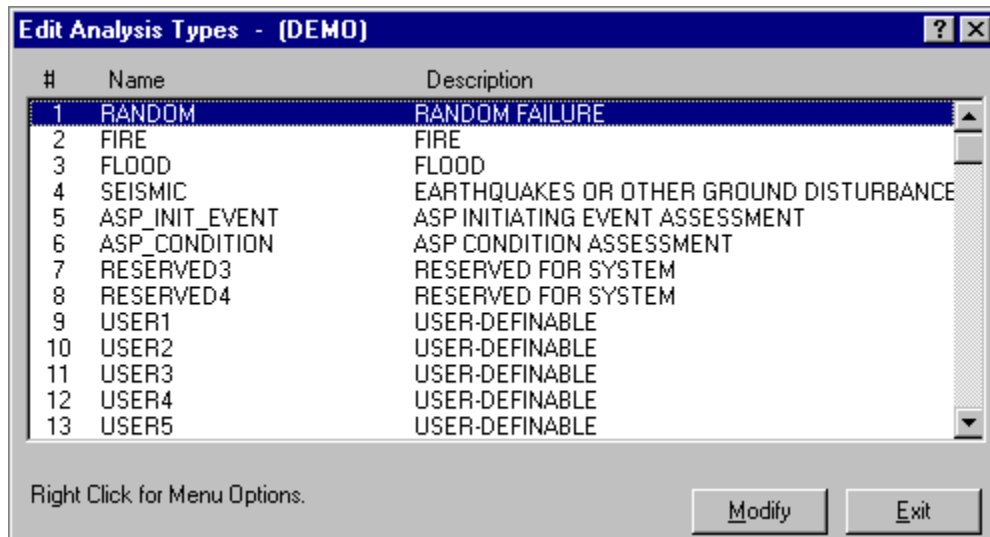 Edit Analysis Types - (DEMO)
# Name Description
1 RANDOM RANDOM FAILURE
2 FIRE FIRE
3 FLOOD FLOOD
4 SEISMIC EARTHQUAKES OR OTHER GROUND DISTURBANCE
5 ASP_INIT_EVENT ASP INITIATING EVENT ASSESSMENT
6 ASP_CONDITION ASP CONDITION ASSESSMENT
7 RESERVED3 RESERVED FOR SYSTEM
8 RESERVED4 RESERVED FOR SYSTEM
9 USER1 USER-DEFINABLE
10 USER2 USER-DEFINABLE
11 USER3 USER-DEFINABLE
12 USER4 USER-DEFINABLE
13 USER5 USER-DEFINABLE
Right Click for Menu Options.
Modify Exit